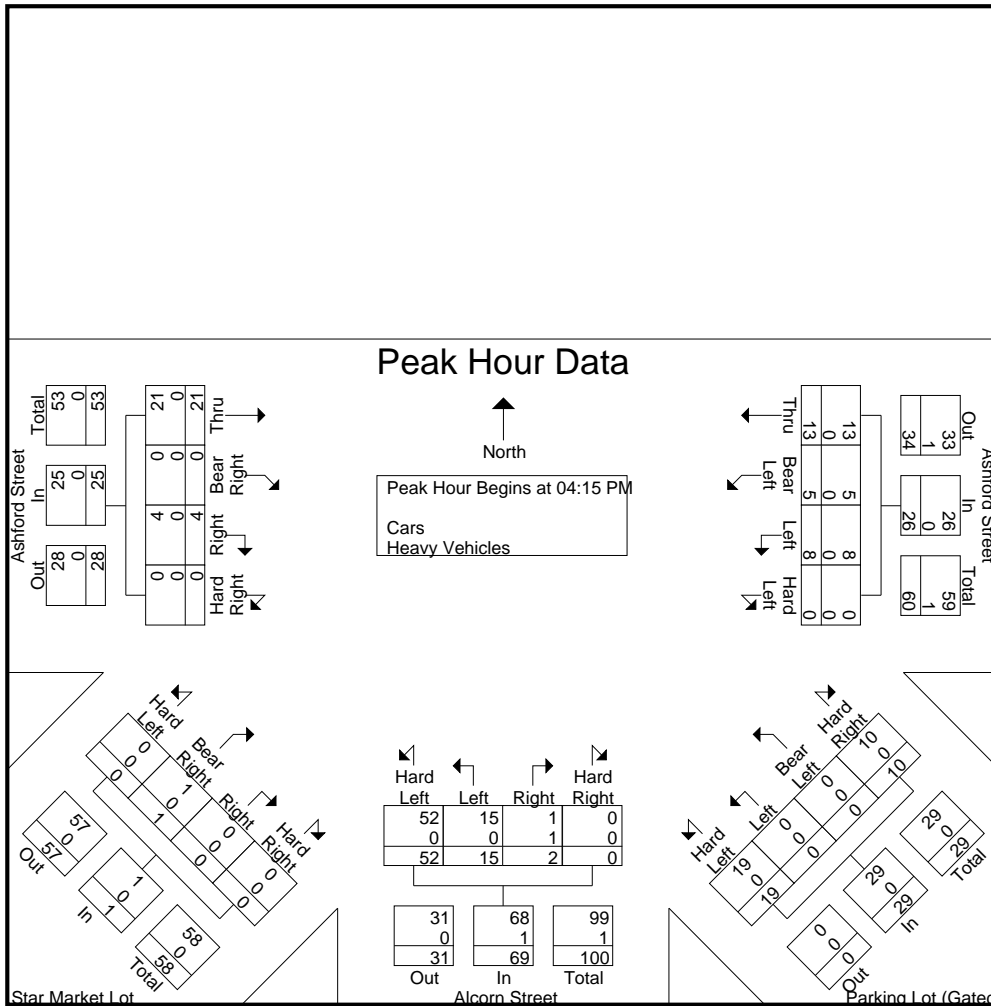 Peak Hour Data
North
Peak Hour Begins at 04:15 PM
Cars
Heavy Vehicles
Ashford Street
Total
53 0 53
In
25 0 25
Out
28 0 28
Thru
21 0 21
Bear Right
0 0 0
Right
4 0 4
Hard Right
0 0 0
Ashford Street
Out
33 1 34
In
26 0 26
Total
59 1 60
Thru
13 0 13
Bear Left
5 0 5
Left
8 0 8
Hard Left
0 0 0
Hard Left
0 0 0
Bear Right
1 0 1
Right
0 0 0
Hard Right
0 0 0
Out
57 0 57
In
1 0 1
Total
58 0 58
Star Market Lot
Hard Left Left Right Hard Right
52 15 1 0
0 0 1 0
52 15 2 0
31 68 99
0 1 1
31 69 100
Out In Total
Alcorn Street
Hard Right
10 0 10
Bear Left
0 0 0
Left
0 0 0
Hard Left
19 0 19
Total
29 0 29
In
29 0 29
Out
0 0 0
Parking Lot (Gated